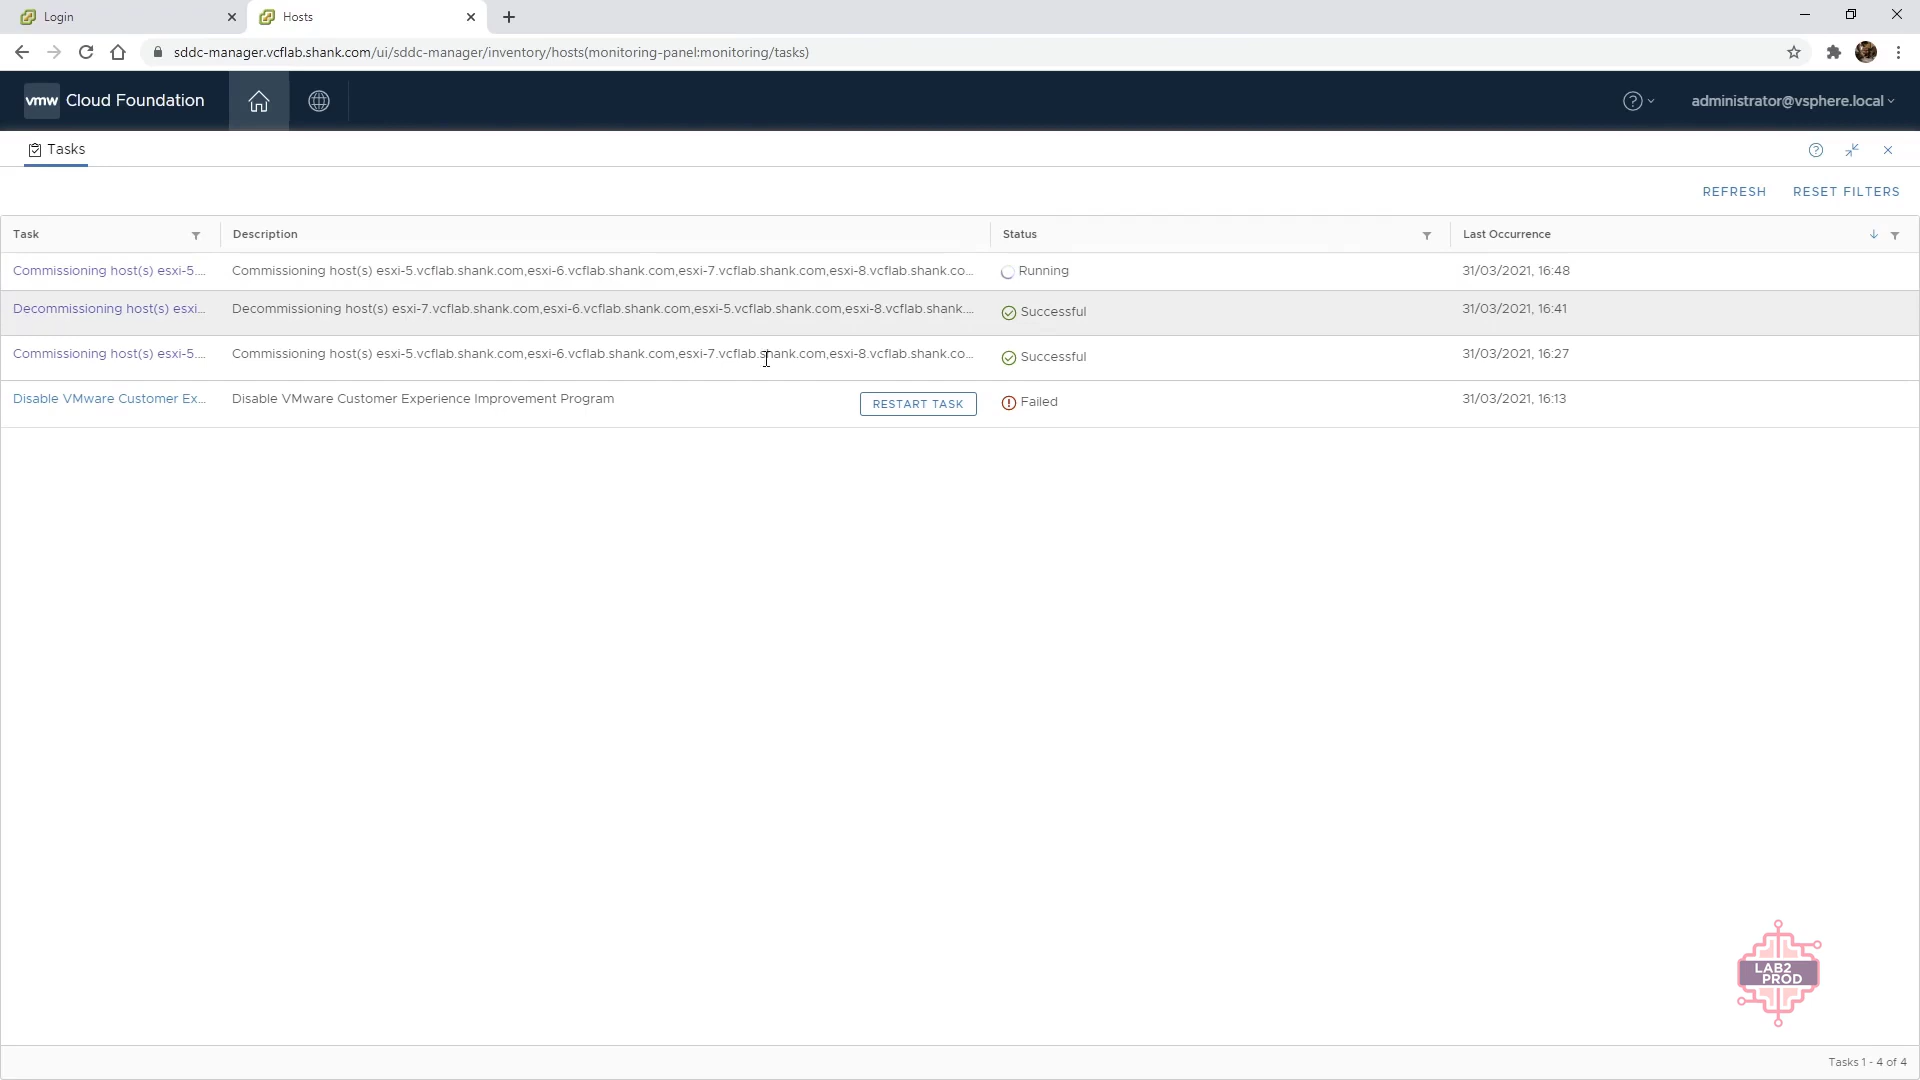 Login
Hosts
sddc-manager.vcflab.shank.com/ui/sddc-manager/inventory/hosts(monitoring-panel:monitoring/tasks)
vmw Cloud Foundation
administrator@vsphere.local
Tasks
REFRESH RESET FILTERS
Task Description Status Last Occurrence
Commissioning host(s) esxi-5.... Commissioning host(s) esxi-5.vcflab.shank.com,esxi-6.vcflab.shank.com,esxi-7.vcflab.shank.com,esxi-8.vcflab.shank.co... Running 31/03/2021, 16:48
Decommissioning host(s) esxi... Decommissioning host(s) esxi-7.vcflab.shank.com,esxi-6.vcflab.shank.com,esxi-5.vcflab.shank.com,esxi-8.vcflab.shank.... Successful 31/03/2021, 16:41
Commissioning host(s) esxi-5.... Commissioning host(s) esxi-5.vcflab.shank.com,esxi-6.vcflab.shank.com,esxi-7.vcflab.shank.com,esxi-8.vcflab.shank.co... Successful 31/03/2021, 16:27
Disable VMware Customer Ex... Disable VMware Customer Experience Improvement Program RESTART TASK Failed 31/03/2021, 16:13
LAB2
PROD
Tasks 1 - 4 of 4